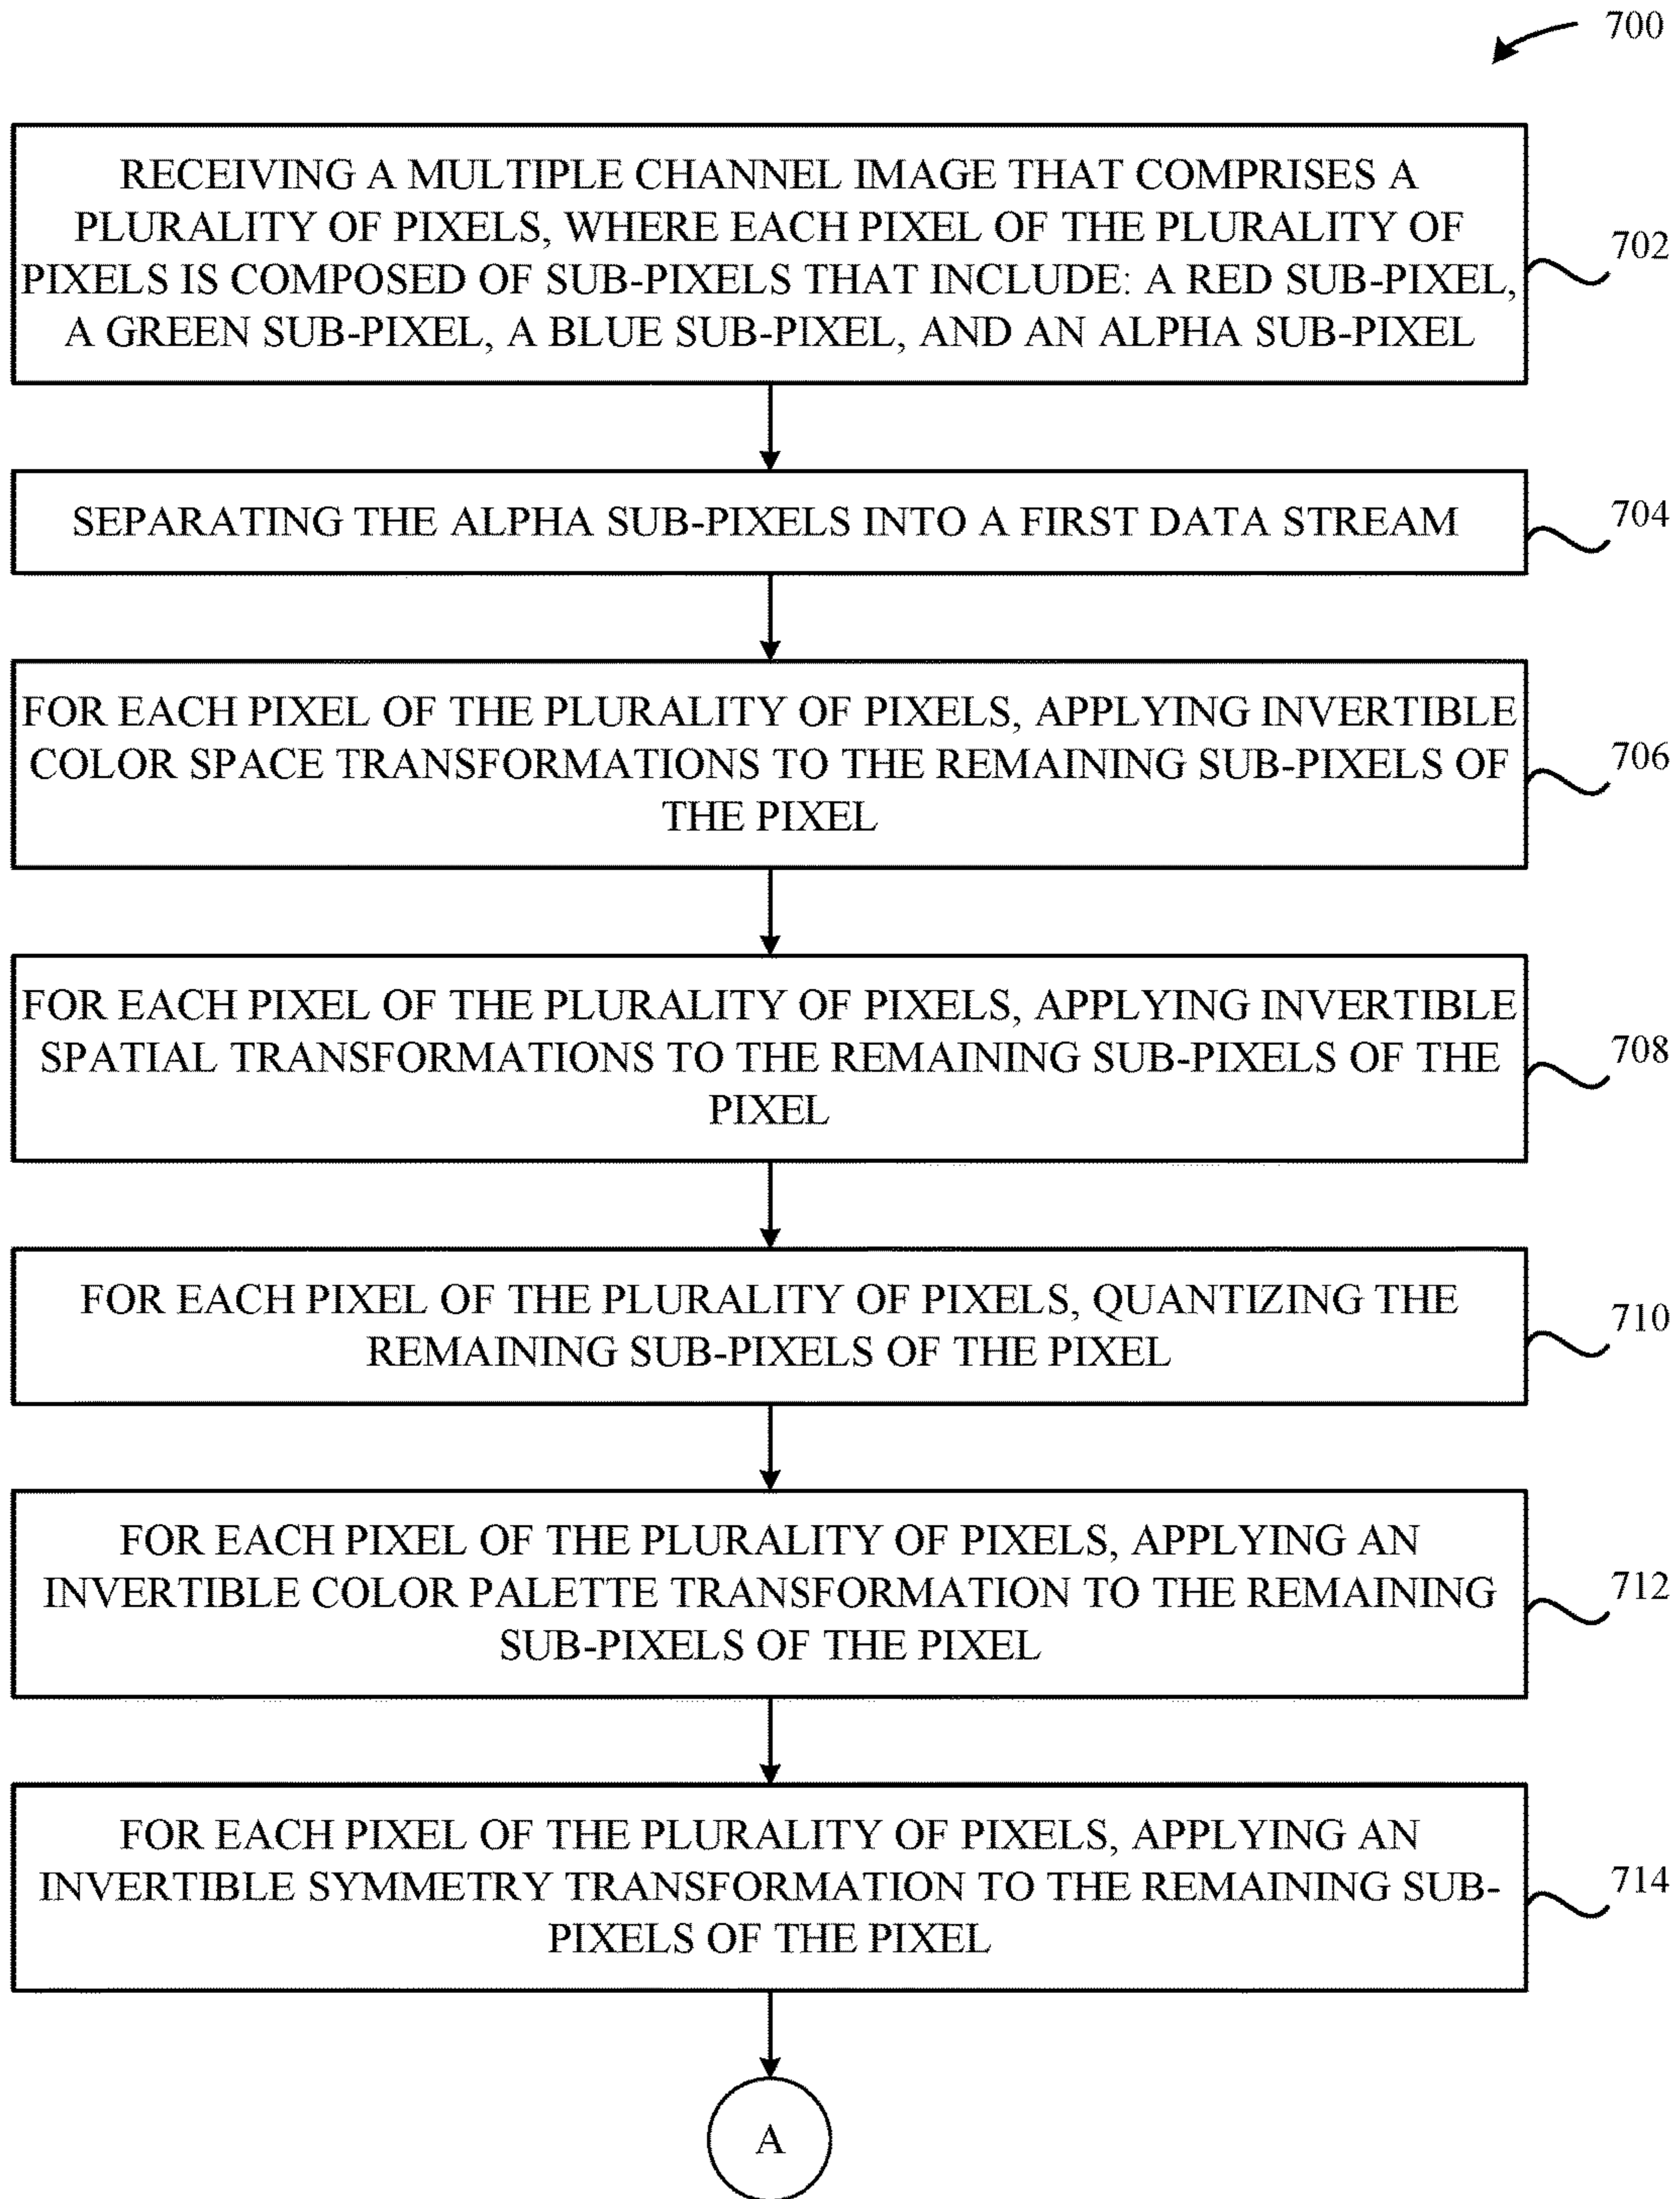 700
RECEIVING A MULTIPLE CHANNEL IMAGE THAT COMPRISES A
PLURALITY OF PIXELS, WHERE EACH PIXEL OF THE PLURALITY OF
PIXELS IS COMPOSED OF SUB-PIXELS THAT INCLUDE: A RED SUB-PIXEL,
A GREEN SUB-PIXEL, A BLUE SUB-PIXEL, AND AN ALPHA SUB-PIXEL
702
SEPARATING THE ALPHA SUB-PIXELS INTO A FIRST DATA STREAM
704
FOR EACH PIXEL OF THE PLURALITY OF PIXELS, APPLYING INVERTIBLE
COLOR SPACE TRANSFORMATIONS TO THE REMAINING SUB-PIXELS OF
THE PIXEL
706
FOR EACH PIXEL OF THE PLURALITY OF PIXELS, APPLYING INVERTIBLE
SPATIAL TRANSFORMATIONS TO THE REMAINING SUB-PIXELS OF THE
PIXEL
708
FOR EACH PIXEL OF THE PLURALITY OF PIXELS, QUANTIZING THE
REMAINING SUB-PIXELS OF THE PIXEL
710
FOR EACH PIXEL OF THE PLURALITY OF PIXELS, APPLYING AN
INVERTIBLE COLOR PALETTE TRANSFORMATION TO THE REMAINING
SUB-PIXELS OF THE PIXEL
712
FOR EACH PIXEL OF THE PLURALITY OF PIXELS, APPLYING AN
INVERTIBLE SYMMETRY TRANSFORMATION TO THE REMAINING SUB-
PIXELS OF THE PIXEL
714
A